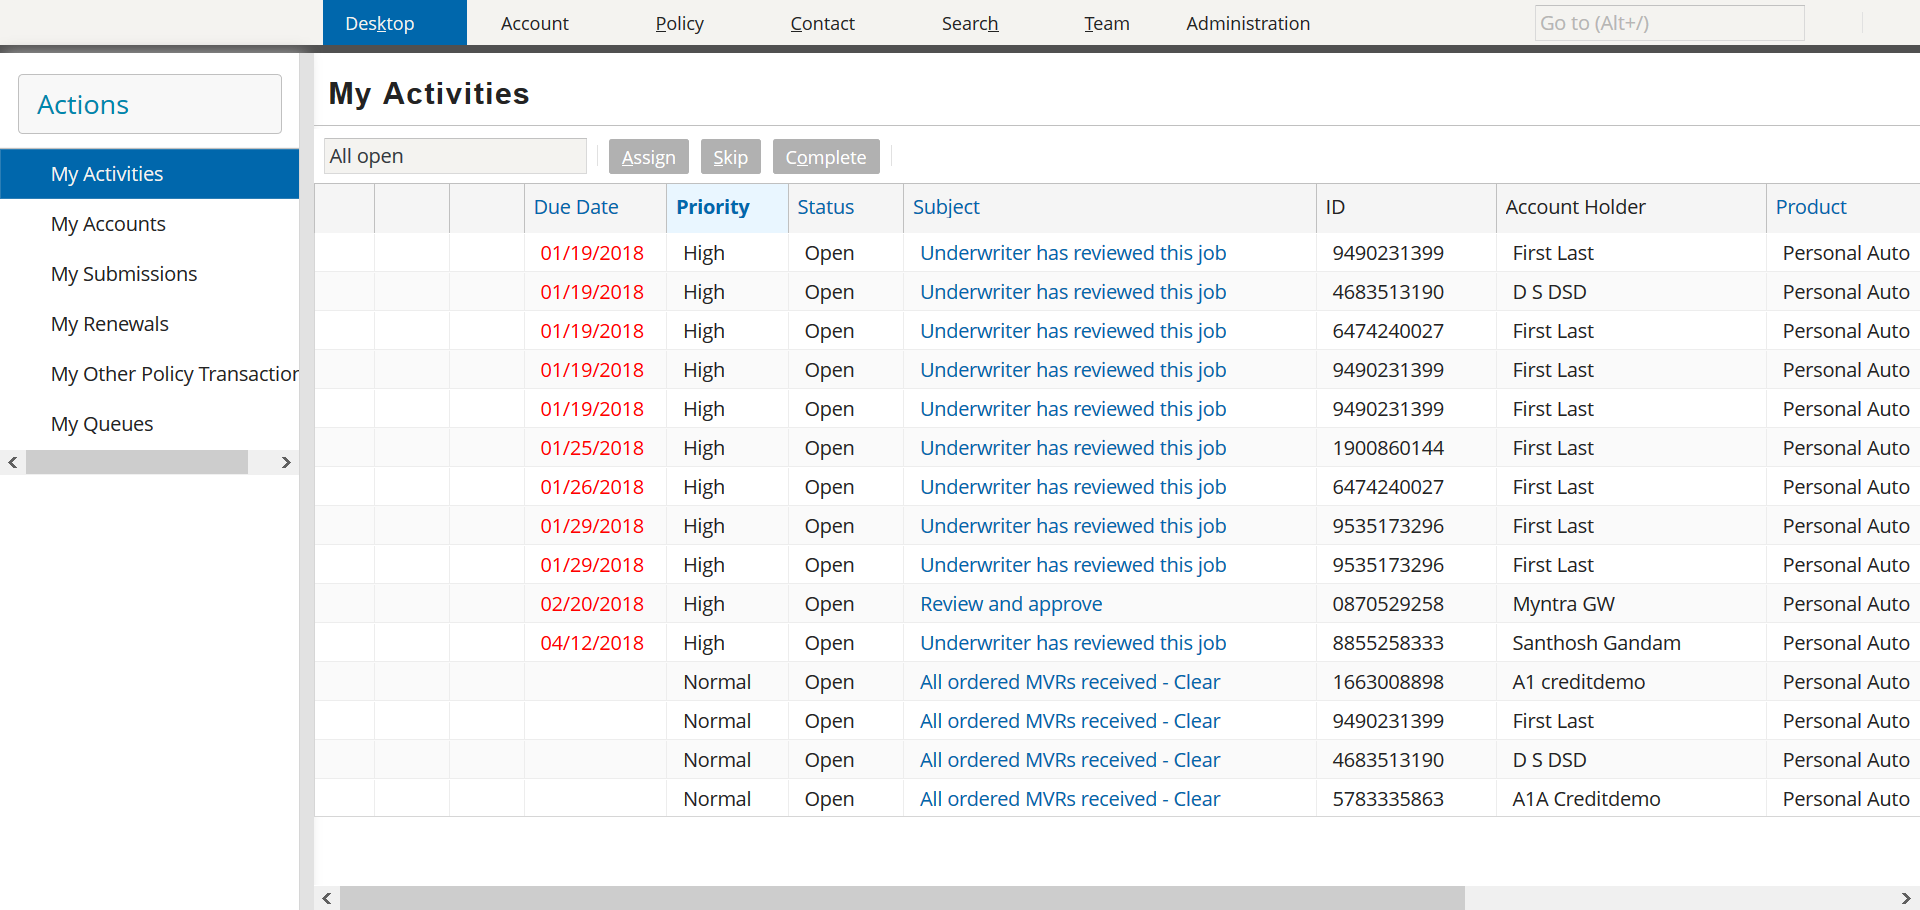 Desktop Account Policy Contact Search Team Administration Go to (Alt+/)
Actions
My Activities
My Accounts
My Submissions
My Renewals
My Other Policy Transaction
My Queues
My Activities
All open Assign Skip Complete
Due Date Priority Status Subject ID Account Holder Product
01/19/2018 High Open Underwriter has reviewed this job 9490231399 First Last Personal Auto
01/19/2018 High Open Underwriter has reviewed this job 4683513190 D S DSD Personal Auto
01/19/2018 High Open Underwriter has reviewed this job 6474240027 First Last Personal Auto
01/19/2018 High Open Underwriter has reviewed this job 9490231399 First Last Personal Auto
01/19/2018 High Open Underwriter has reviewed this job 9490231399 First Last Personal Auto
01/25/2018 High Open Underwriter has reviewed this job 1900860144 First Last Personal Auto
01/26/2018 High Open Underwriter has reviewed this job 6474240027 First Last Personal Auto
01/29/2018 High Open Underwriter has reviewed this job 9535173296 First Last Personal Auto
01/29/2018 High Open Underwriter has reviewed this job 9535173296 First Last Personal Auto
02/20/2018 High Open Review and approve 0870529258 Myntra GW Personal Auto
04/12/2018 High Open Underwriter has reviewed this job 8855258333 Santhosh Gandam Personal Auto
Normal Open All ordered MVRs received - Clear 1663008898 A1 creditdemo Personal Auto
Normal Open All ordered MVRs received - Clear 9490231399 First Last Personal Auto
Normal Open All ordered MVRs received - Clear 4683513190 D S DSD Personal Auto
Normal Open All ordered MVRs received - Clear 5783335863 A1A Creditdemo Personal Auto